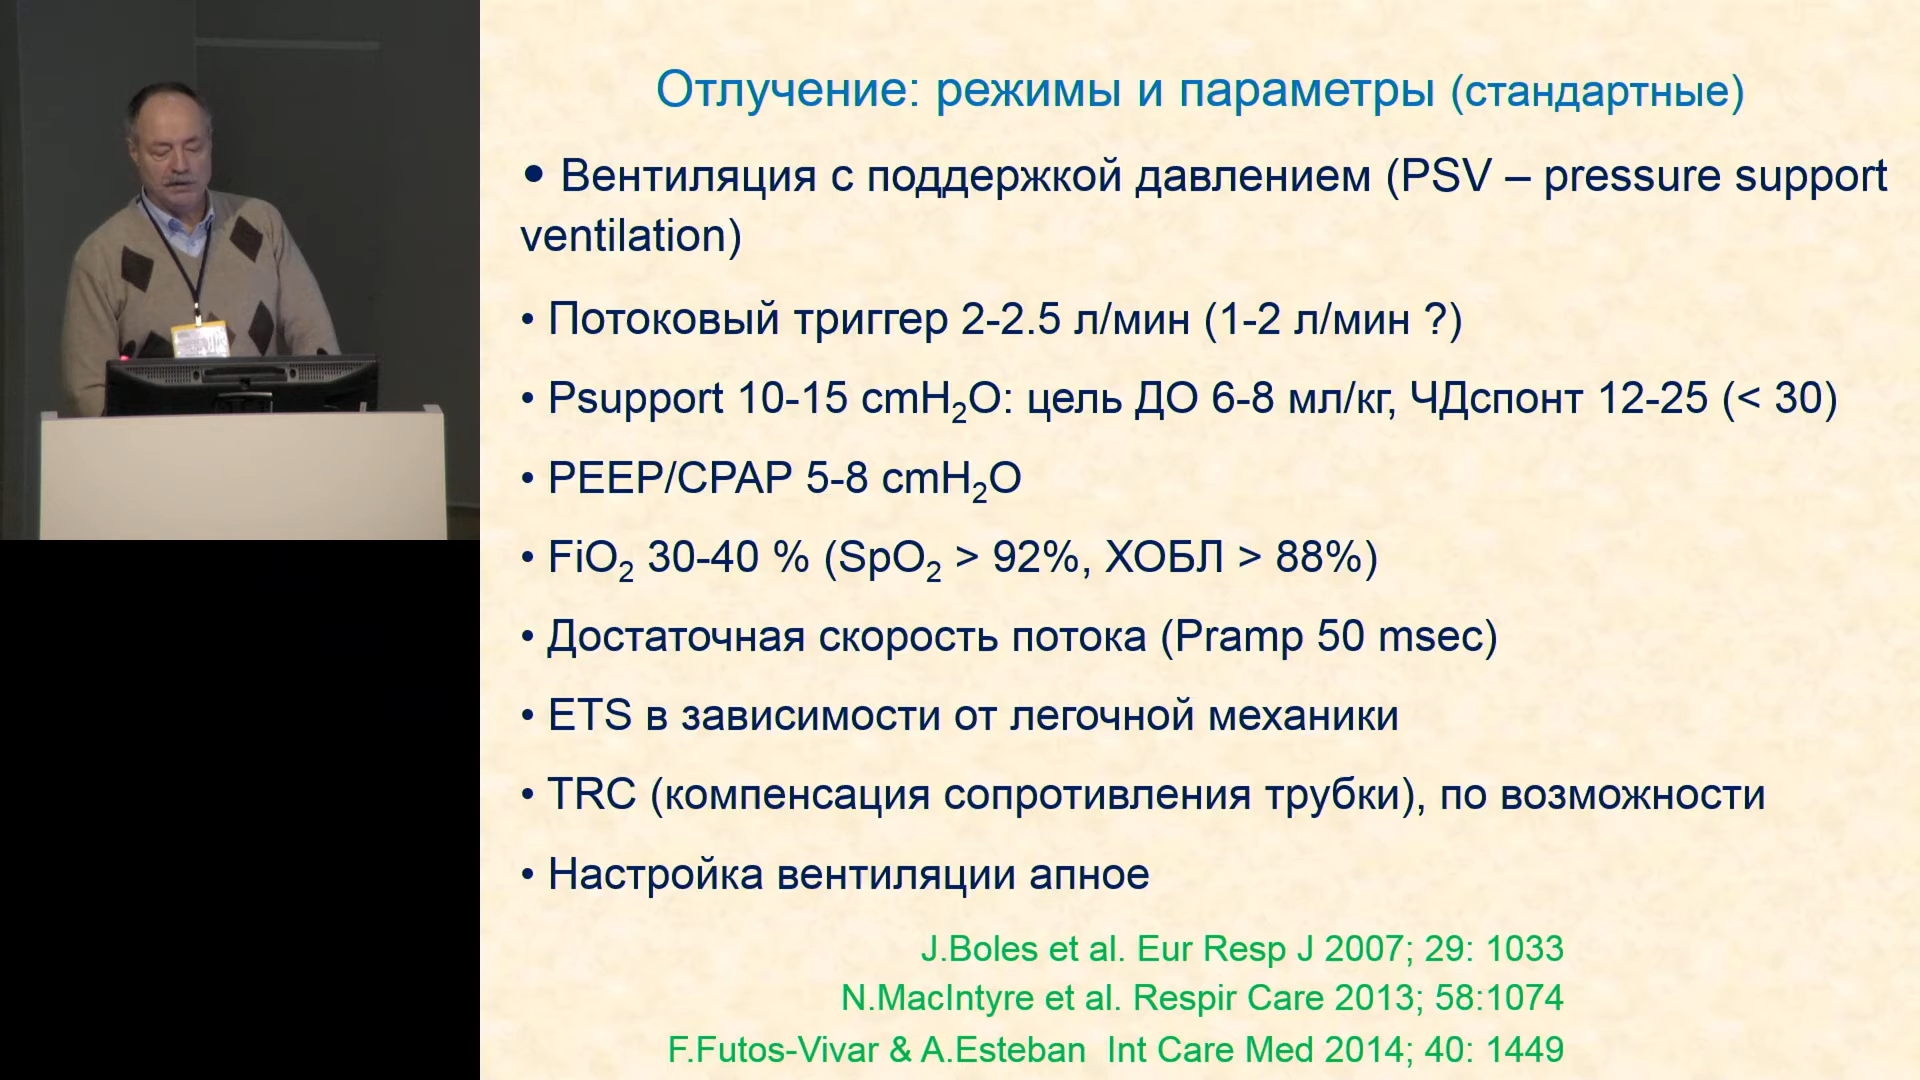 Отлучение: режимы и параметры (стандартные)
• Вентиляция с поддержкой давлением (PSV – pressure support
ventilation)
• Потоковый триггер 2-2.5 л/мин (1-2 л/мин ?)
• Psupport 10-15 cmH₂O: цель ДО 6-8 мл/кг, ЧДспонт 12-25 (< 30)
• PEEP/CPAP 5-8 cmH₂O
• FiO₂ 30-40 % (SpO₂ > 92%, ХОБЛ > 88%)
• Достаточная скорость потока (Pramp 50 msec)
• ETS в зависимости от легочной механики
• TRC (компенсация сопротивления трубки), по возможности
• Настройка вентиляции апное
J.Boles et al. Eur Resp J 2007; 29: 1033
N.MacIntyre et al. Respir Care 2013; 58:1074
F.Futos-Vivar & A.Esteban Int Care Med 2014; 40: 1449